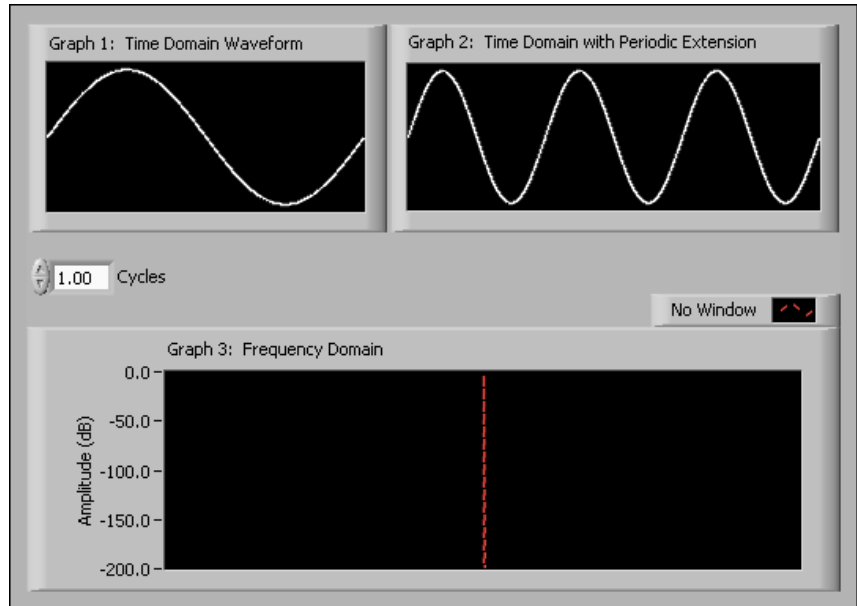 Graph 1: Time Domain Waveform
Graph 2: Time Domain with Periodic Extension
1.00 Cycles
No Window
Graph 3: Frequency Domain
Amplitude (dB)
0.0
-50.0
-100.0
-150.0
-200.0